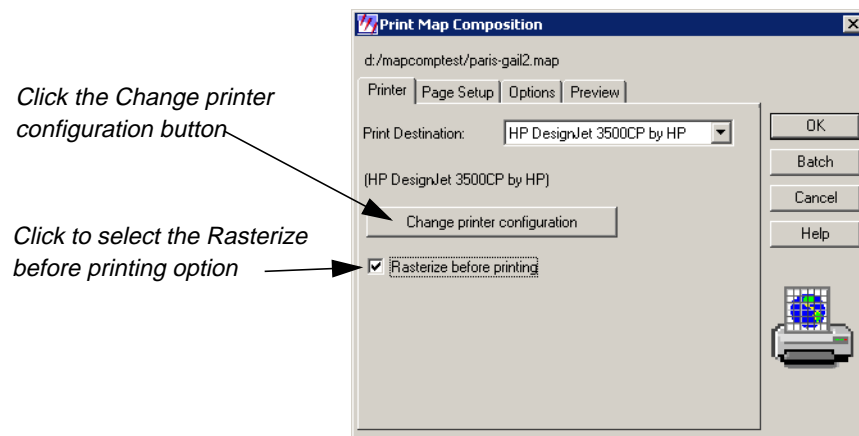 Print Map Composition
d:/mapcomptest/paris-gail2.map
Printer Page Setup Options Preview
Click the Change printer
configuration button
Print Destination: HP DesignJet 3500CP by HP
OK
Batch
(HP DesignJet 3500CP by HP)
Cancel
Change printer configuration
Help
Click to select the Rasterize
before printing option
Rasterize before printing